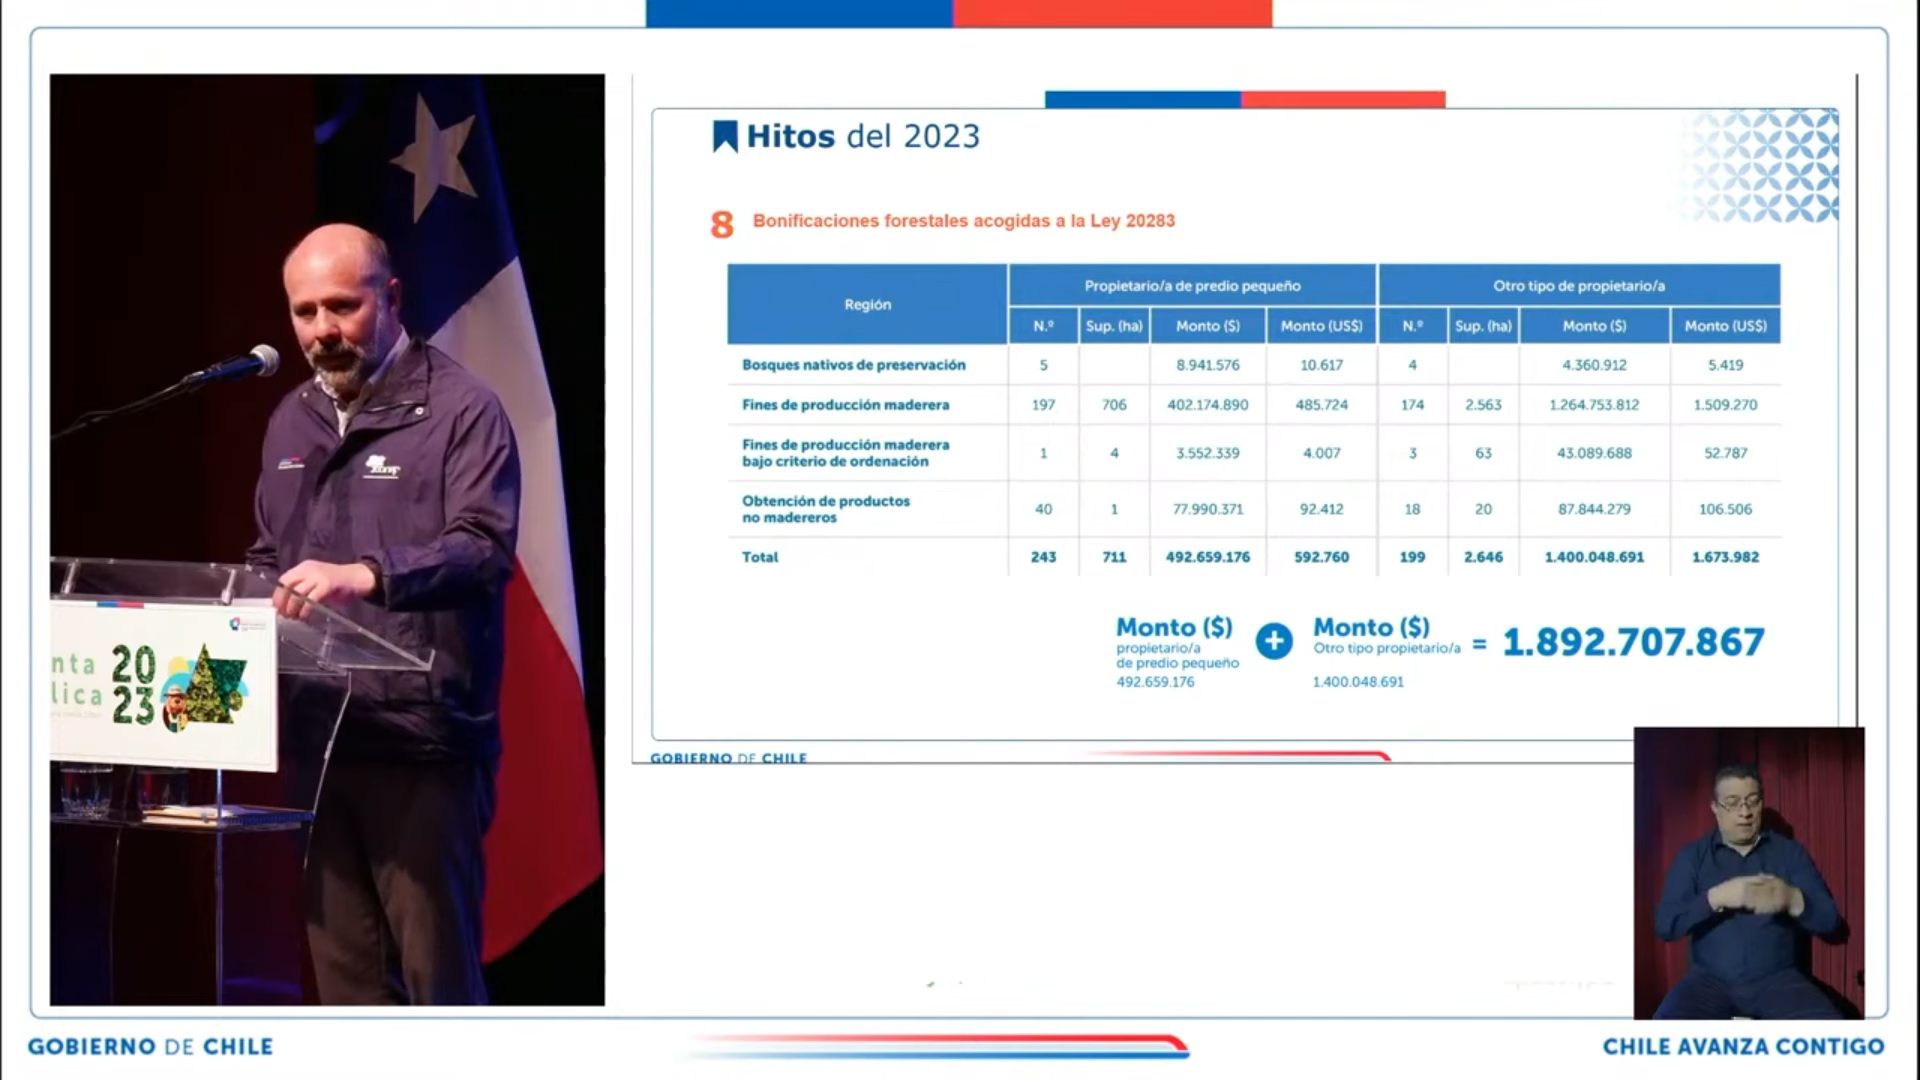 Hitos del 2023
8 Bonificaciones forestales acogidas a la Ley 20283
Región Propietario/a de predio pequeño Otro tipo de propietario/a
N.º Sup. (ha) Monto ($) Monto (US$) N.º Sup. (ha) Monto ($) Monto (US$)
Bosques nativos de preservación 5 8.941.576 10.617 4 4.360.912 5.419
Fines de producción maderera 197 706 402.174.890 485.724 174 2.563 1.264.753.812 1.509.270
Fines de producción maderera
bajo criterio de ordenación 1 4 3.552.339 4.007 3 63 43.089.688 52.787
Obtención de productos
no madereros 40 1 77.990.371 92.412 18 20 87.844.279 106.506
Total 243 711 492.659.176 592.760 199 2.646 1.400.048.691 1.673.982
Monto ($) + Monto ($) = 1.892.707.867
propietario/a Otro tipo propietario/a
de predio pequeño
492.659.176 1.400.048.691
GOBIERNO DE CHILE
nta 20
lica 23
GOBIERNO DE CHILE
CHILE AVANZA CONTIGO